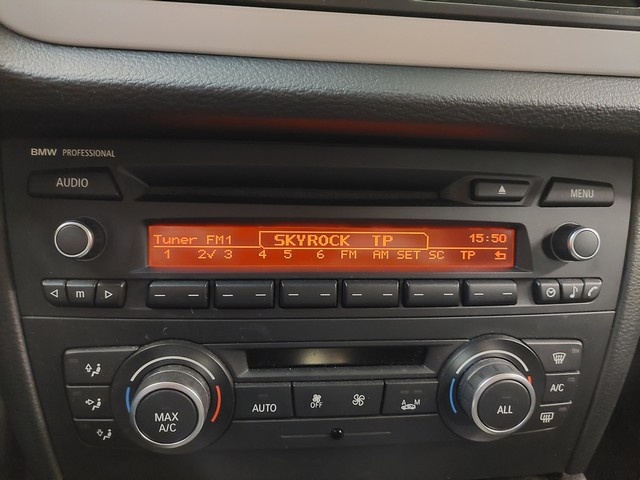 BMW PROFESSIONAL
AUDIO
MENU
Tuner FM1 SKYROCK TP 15:50
1 2✓ 3 4 5 6 FM AM SET SC TP
m
MAX A/C
AUTO
OFF
A M
ALL
A/C